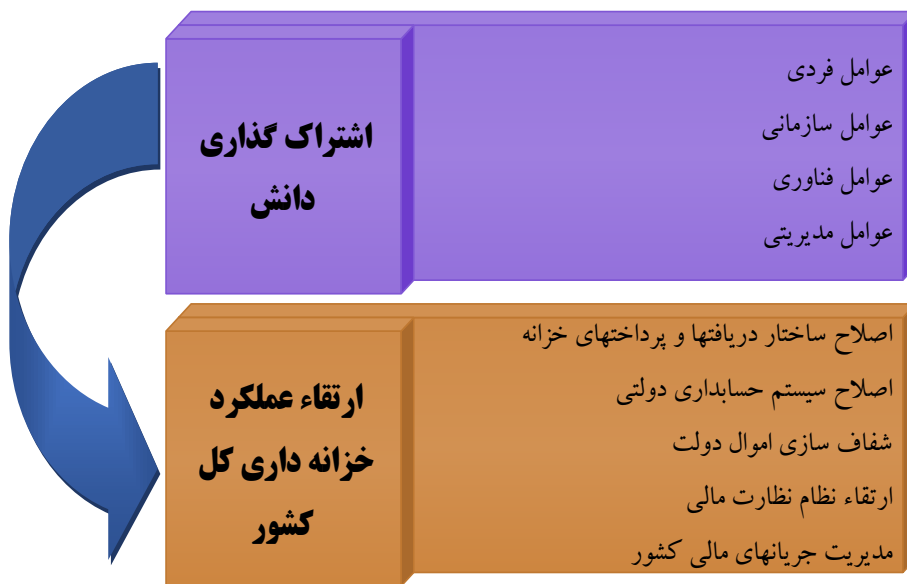 اشتراک گذاری
دانش
عوامل فردی
عوامل سازمانی
عوامل فناوری
عوامل مدیریتی
ارتقاء عملکرد
خزانه داری کل
کشور
اصلاح ساختار دریافتها و پرداختهای خزانه
اصلاح سیستم حسابداری دولتی
شفاف سازی اموال دولت
ارتقاء نظام نظارت مالی
مدیریت جریانهای مالی کشور